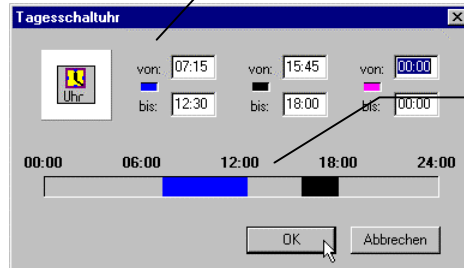 Tagesschaltuhr
von: 07:15 von: 15:45 von: 00:00
Uhr
bis: 12:30 bis: 18:00 bis: 00:00
00:00 06:00 12:00 18:00 24:00
OK Abbrechen